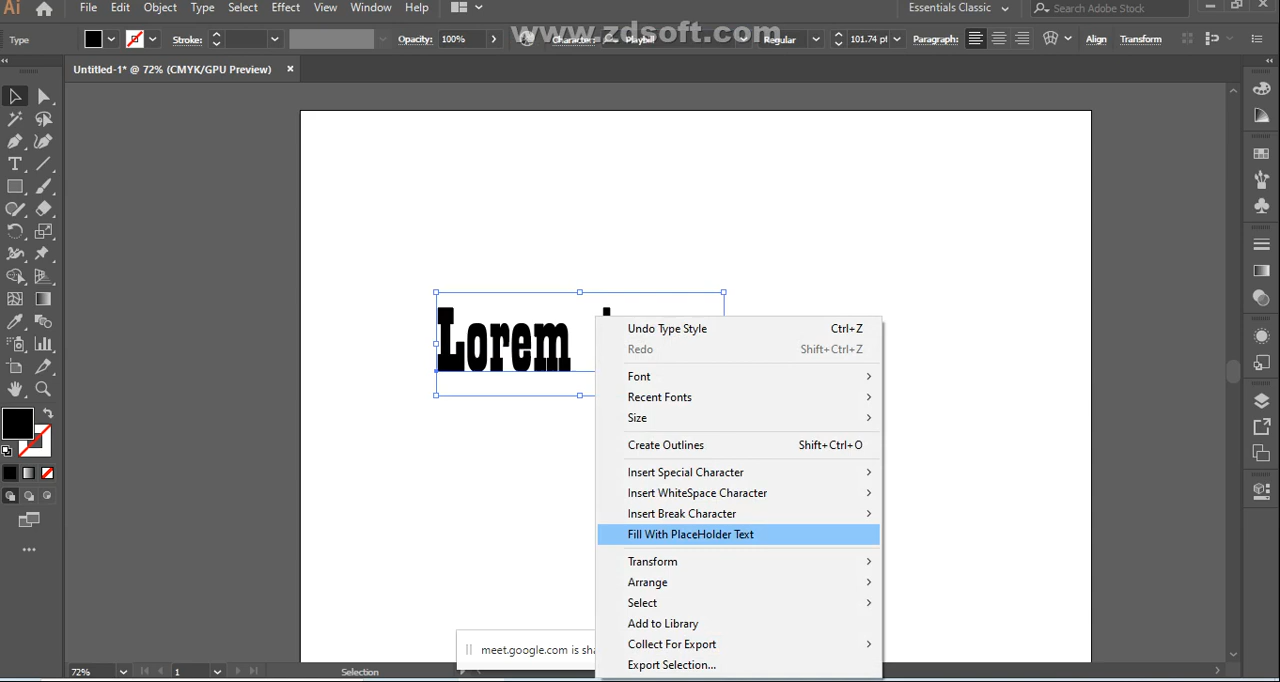 Ai File Edit Object Type Select Effect View Window Help Essentials Classic Search Adobe Stock
www.zdsoft.com
Type Stroke: Opacity: 100% Character: Playbill Regular 101.74 pt Paragraph: Align Transform
Untitled-1* @ 72% (CMYK/GPU Preview) ×
Lorem
Undo Type Style Ctrl+Z
Redo Shift+Ctrl+Z
Font
Recent Fonts
Size
Create Outlines Shift+Ctrl+O
Insert Special Character
Insert WhiteSpace Character
Insert Break Character
Fill With PlaceHolder Text
Transform
Arrange
Select
Add to Library
Collect For Export
Export Selection...
meet.google.com is sha
72% 1 Selection